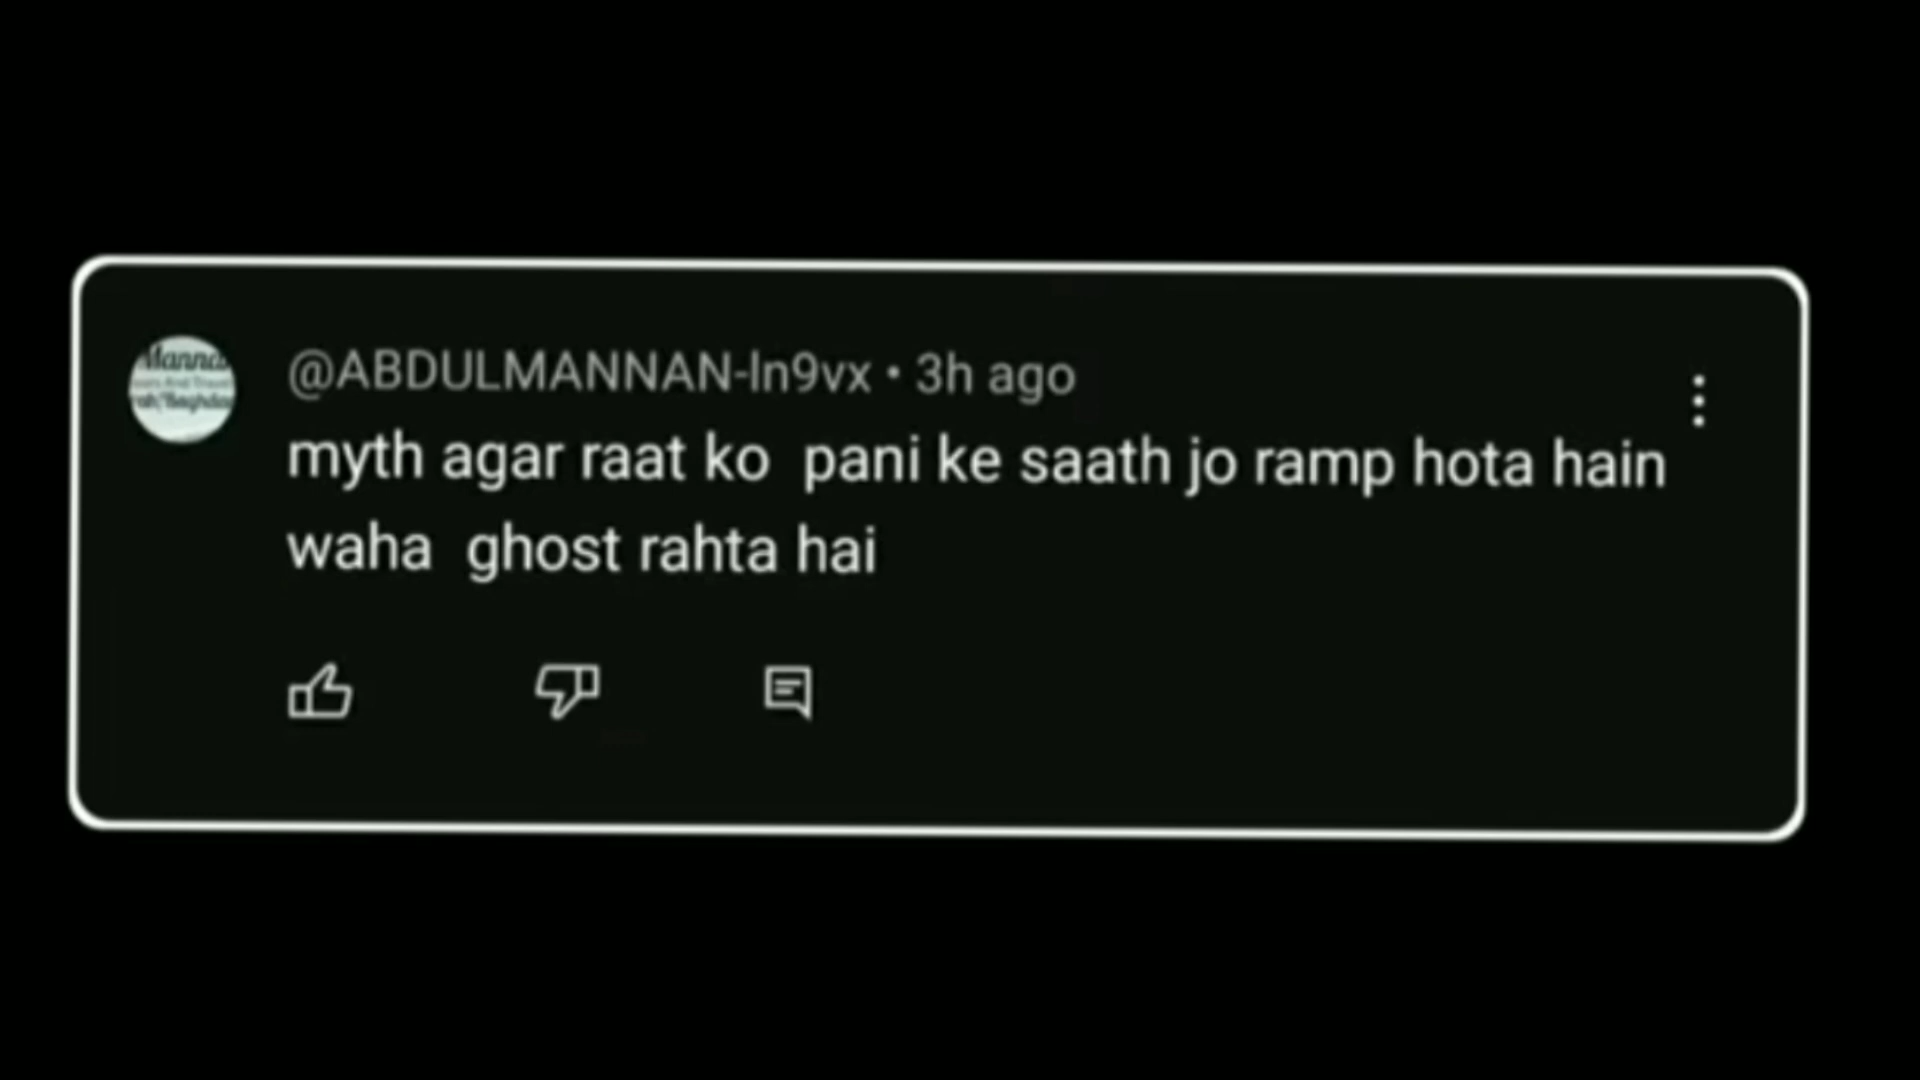 Manna
@ABDULMANNAN-ln9vx • 3h ago
myth agar raat ko pani ke saath jo ramp hota hain
waha ghost rahta hai